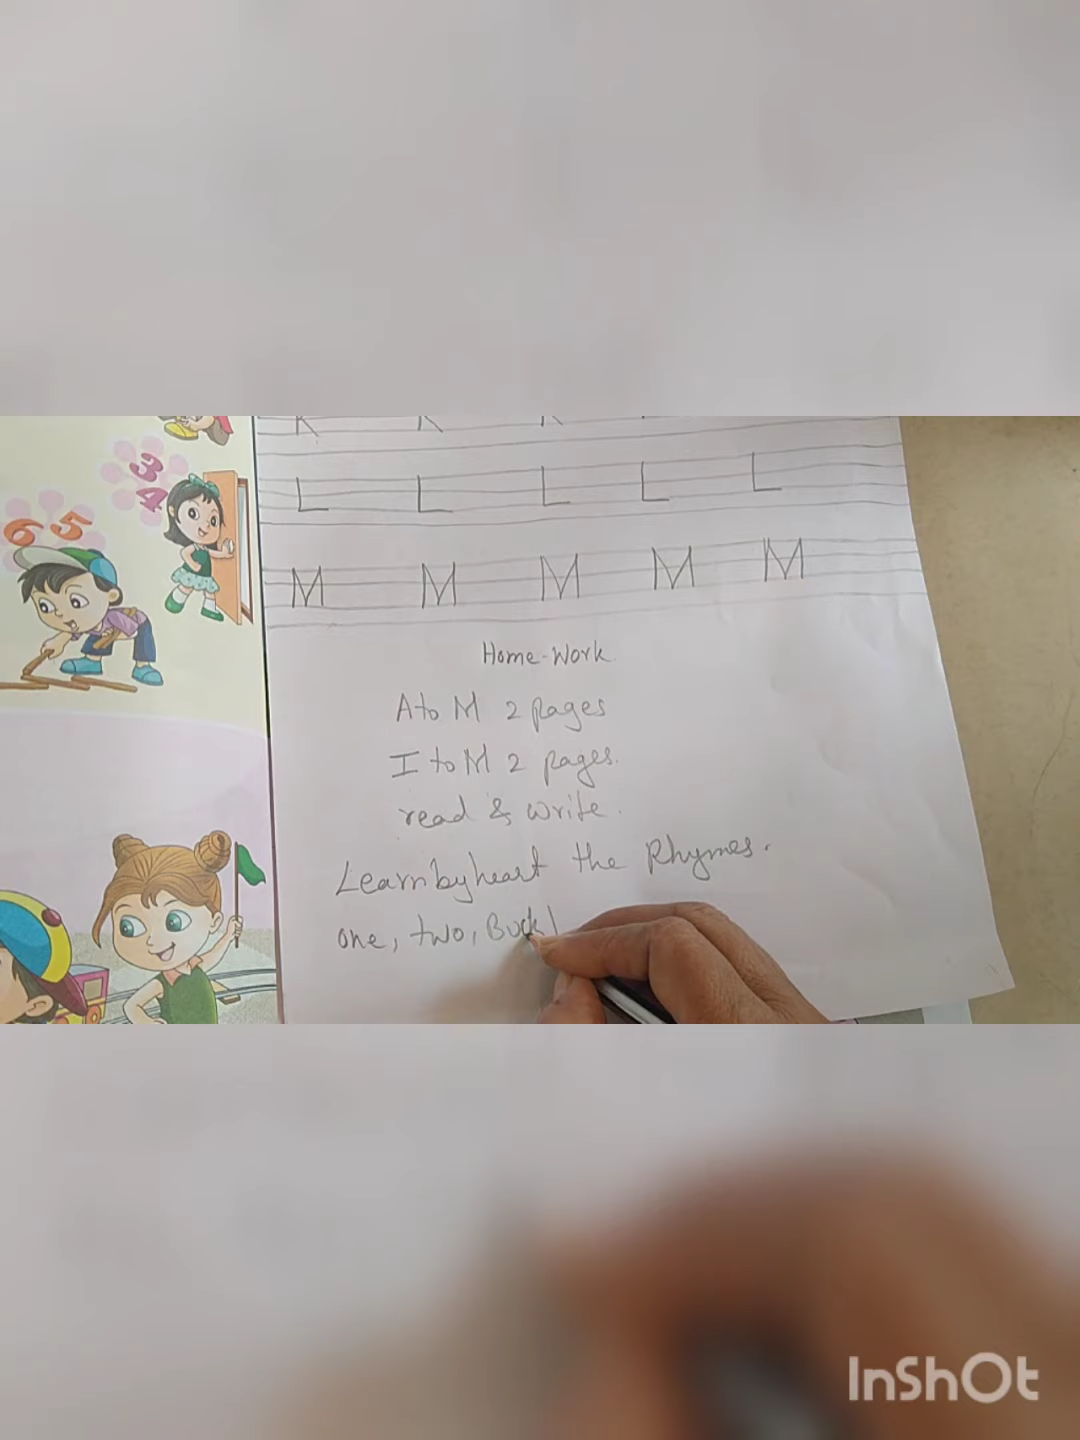 K K K
L L L L L
M M M M M
3
4
6 5
Home-Work
A to M 2 pages
I to M 2 pages.
read & write.
Learn by heart the Rhymes.
one, two, Buckl
InShOt